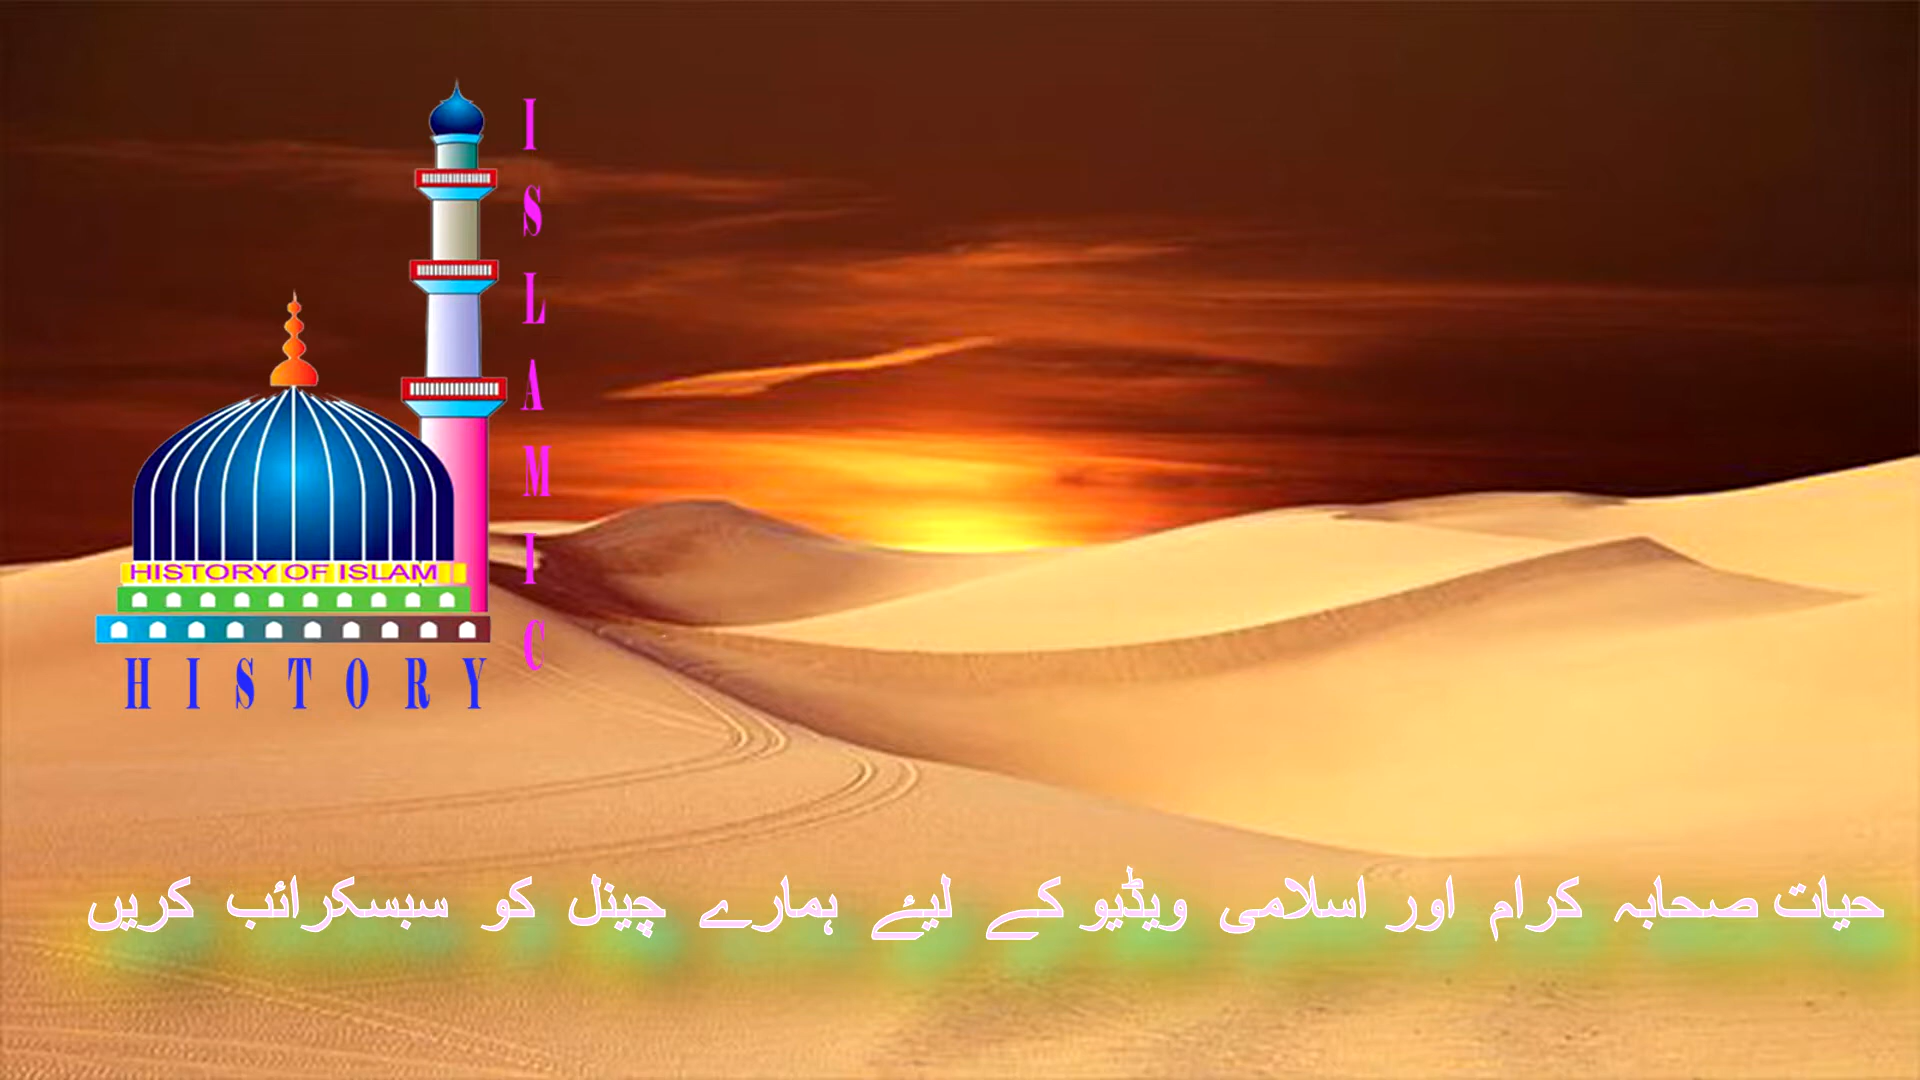 ISLAMIC
HISTORY OF ISLAM
HISTORY
حیات صحابہ کرام اور اسلامی ویڈیو کے لیئے ہمارے چینل کو سبسکرائب کریں